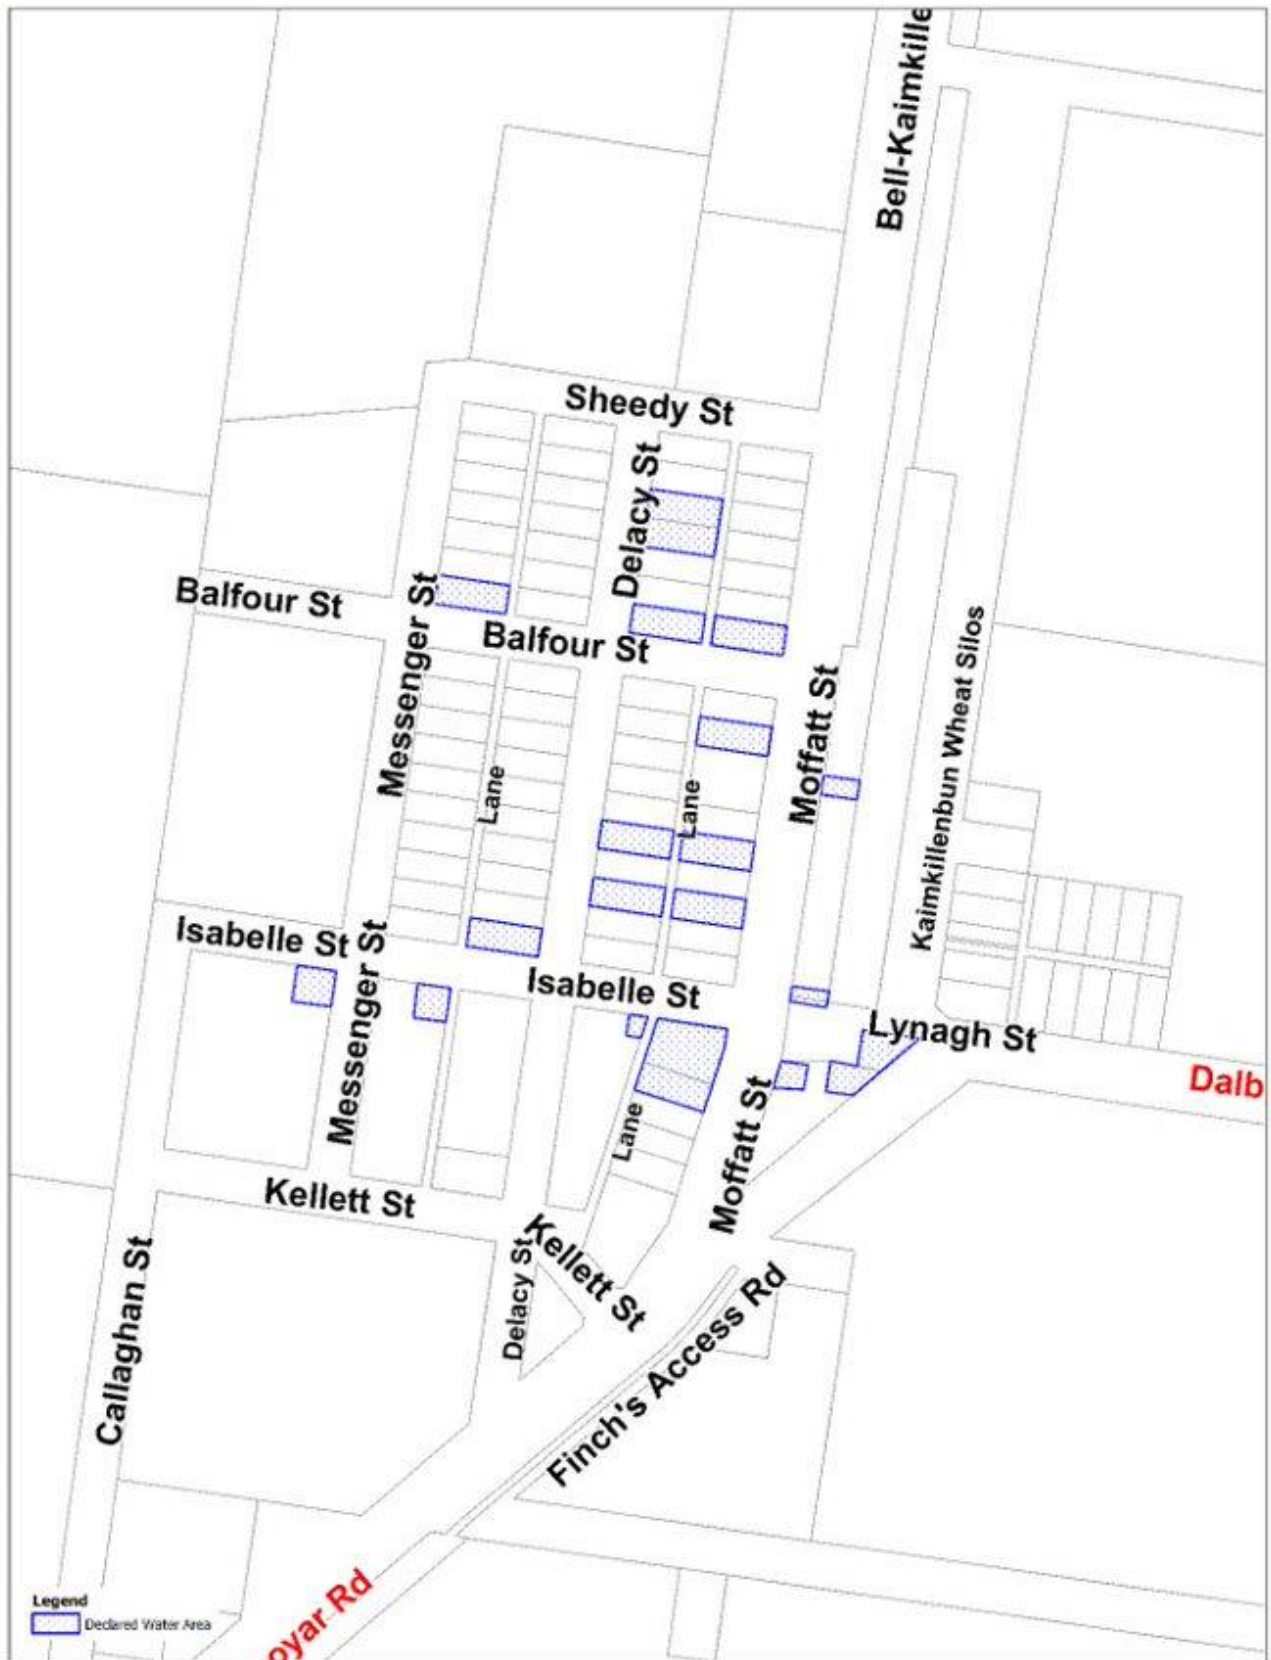 Bell-Kaimkille
Sheedy St
Delacy St
Balfour St
Messenger St
Balfour St
Kaimkillenbun Wheat Silos
Moffatt St
Lane
Lane
Isabelle St
Messenger St
Isabelle St
Lynagh St
Dalb
Moffatt St
Lane
Kellett St
Kellett St
Delacy St
Callaghan St
Finch's Access Rd
oyar Rd
Legend
Declared Water Area